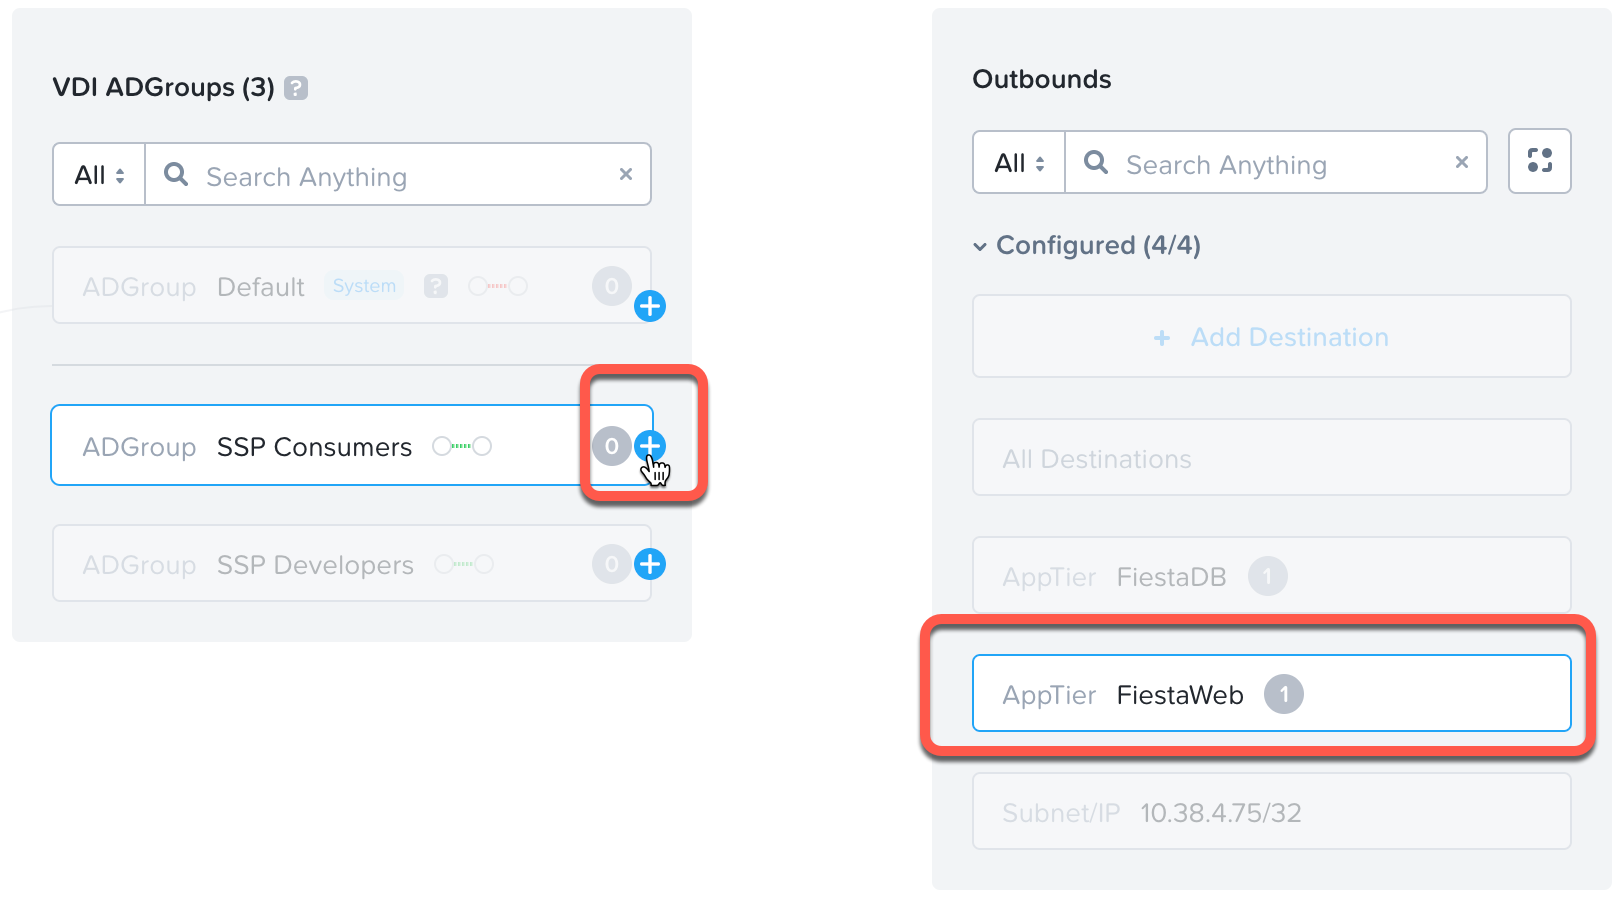 VDI ADGroups (3) ?
All Search Anything ×
ADGroup Default System ? 0 +
ADGroup SSP Consumers 0 +
ADGroup SSP Developers 0 +
Outbounds
All Search Anything ×
Configured (4/4)
+ Add Destination
All Destinations
AppTier FiestaDB 1
AppTier FiestaWeb 1
Subnet/IP 10.38.4.75/32